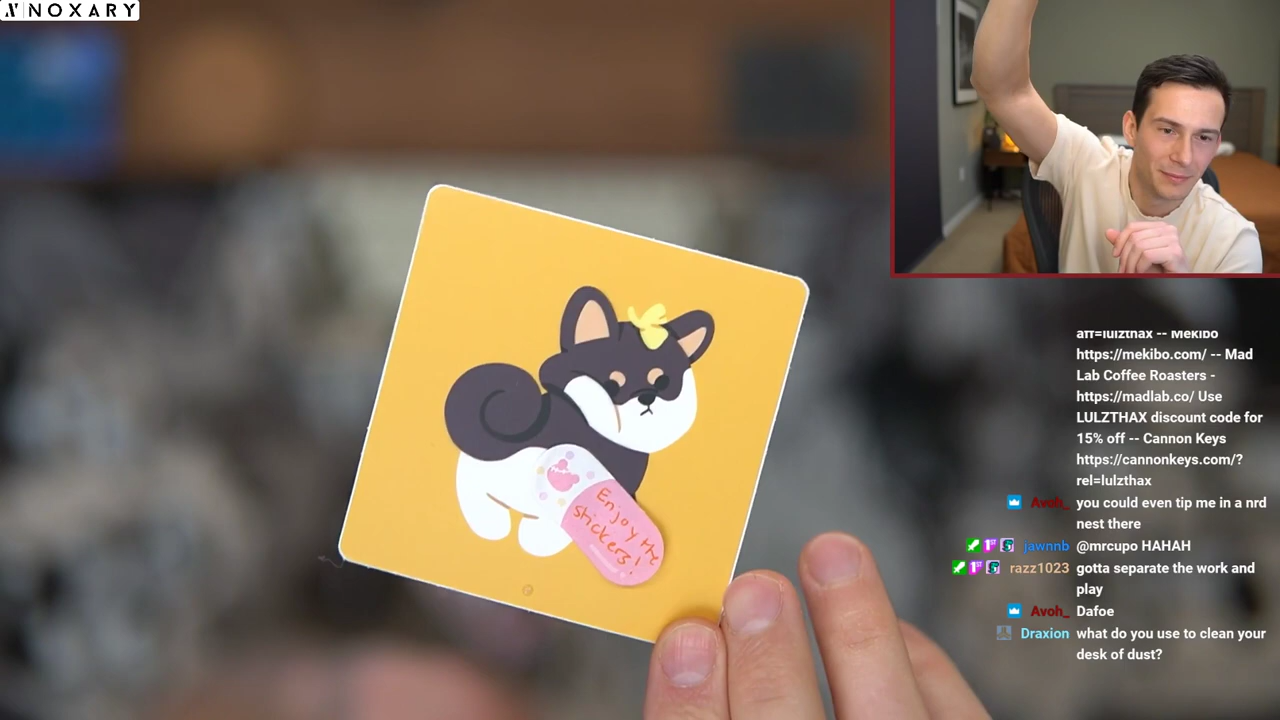 NOXARY
Enjoy the
stickers!
aff=lulzthax -- Mekibo
https://mekibo.com/ -- Mad
Lab Coffee Roasters -
https://madlab.co/ Use
LULZTHAX discount code for
15% off -- Cannon Keys
https://cannonkeys.com/?
rel=lulzthax
Avoh_ you could even tip me in a nrd
nest there
jawnnb @mrcupo HAHAH
razz1023 gotta separate the work and
play
Avoh_ Dafoe
Draxion what do you use to clean your
desk of dust?